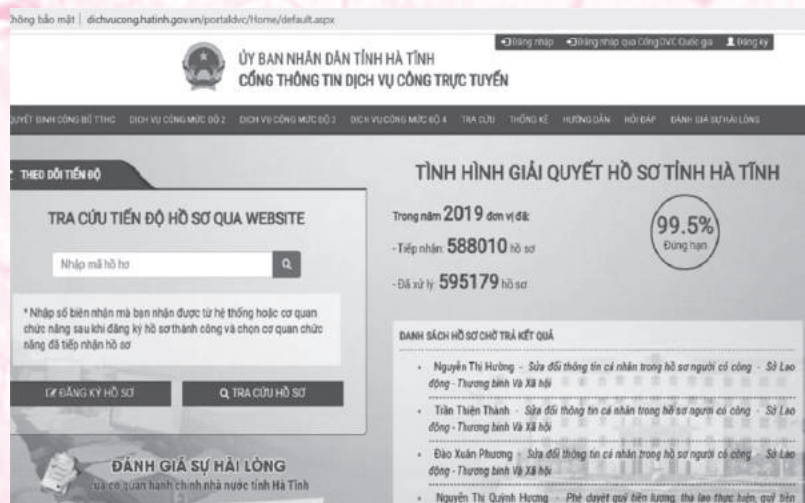 hông bảo mật | dichvucong.hatinh.gov.vn/portaldvc/Home/default.aspx
Đăng nhập Đăng nhập qua Cổng DVC Quốc gia Đăng ký
ỦY BAN NHÂN DÂN TỈNH HÀ TĨNH
CỔNG THÔNG TIN DỊCH VỤ CÔNG TRỰC TUYẾN
QUYẾT ĐỊNH CÔNG BỐ TTHC DỊCH VỤ CÔNG MỨC ĐỘ 2 DỊCH VỤ CÔNG MỨC ĐỘ 3 DỊCH VỤ CÔNG MỨC ĐỘ 4 TRA CỨU THỐNG KÊ HƯỚNG DẪN HỎI ĐÁP ĐÁNH GIÁ SỰ HÀI LÒNG
THEO DÕI TIẾN ĐỘ
TRA CỨU TIẾN ĐỘ HỒ SƠ QUA WEBSITE
Nhập mã hồ hơ
* Nhập số biên nhận mà bạn nhận được từ hệ thống hoặc cơ quan
chức năng sau khi đăng ký hồ sơ thành công và chọn cơ quan chức
năng đã tiếp nhận hồ sơ
ĐĂNG KÝ HỒ SƠ TRA CỨU HỒ SƠ
ĐÁNH GIÁ SỰ HÀI LÒNG
của cơ quan hành chính nhà nước tỉnh Hà Tĩnh
TÌNH HÌNH GIẢI QUYẾT HỒ SƠ TỈNH HÀ TĨNH
Trong năm 2019 đơn vị đã:
- Tiếp nhận: 588010 hồ sơ
- Đã xử lý: 595179 hồ sơ
99.5%
Đúng hạn
DANH SÁCH HỒ SƠ CHỜ TRẢ KẾT QUẢ
Nguyễn Thị Hường - Sửa đổi thông tin cá nhân trong hồ sơ người có công - Sở Lao
động - Thương binh Và Xã hội
Trần Thiện Thành - Sửa đổi thông tin cá nhân trong hồ sơ người có công - Sở Lao
động - Thương binh Và Xã hội
Đào Xuân Phương - Sửa đổi thông tin cá nhân trong hồ sơ người có công - Sở Lao
động - Thương binh Và Xã hội
Nguyễn Thị Quỳnh Hương - Phê duyệt quỹ tiền lương, thù lao thực hiện, quỹ tiền